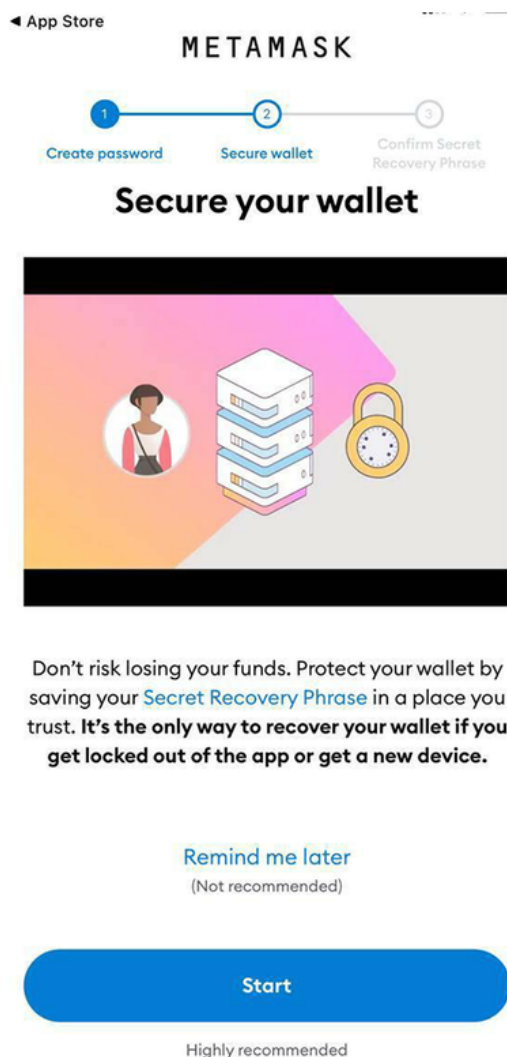 ◀ App Store
METAMASK
1
2
3
Create password
Secure wallet
Confirm Secret
Recovery Phrase
Secure your wallet
Don’t risk losing your funds. Protect your wallet by
saving your Secret Recovery Phrase in a place you
trust. It’s the only way to recover your wallet if you
get locked out of the app or get a new device.
Remind me later
(Not recommended)
Start
Highly recommended